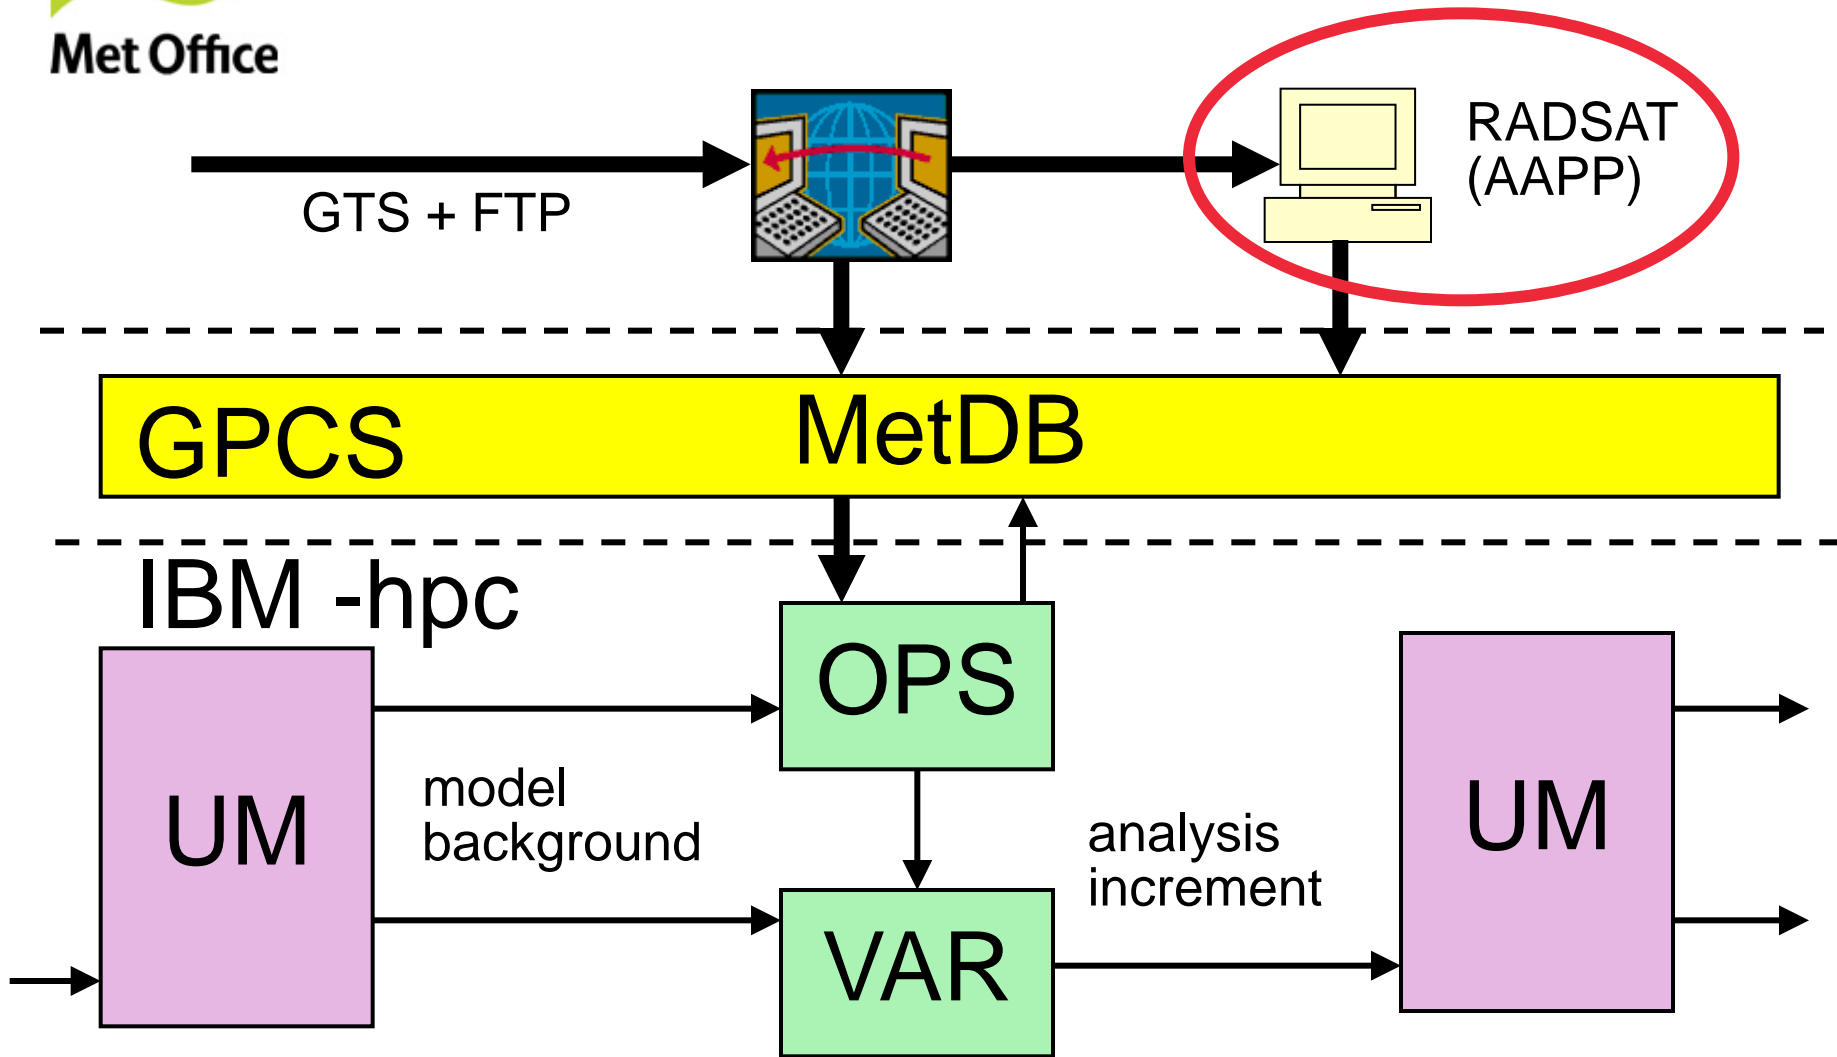 Met Office
RADSAT
(AAPP)
GTS + FTP
GPCS
MetDB
IBM -hpc
OPS
UM
model
background
analysis
increment
UM
VAR